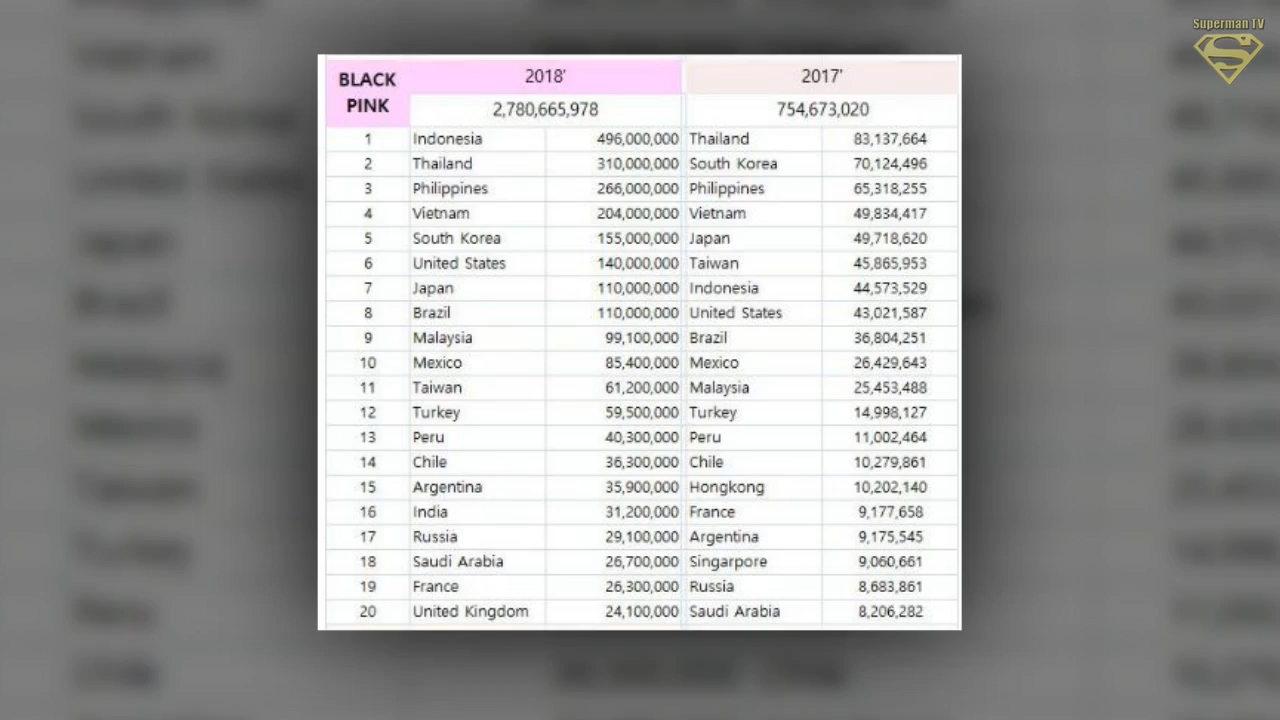 Superman TV
BLACK PINK 2018' 2017'
2,780,665,978 754,673,020
1 Indonesia 496,000,000 Thailand 83,137,664
2 Thailand 310,000,000 South Korea 70,124,496
3 Philippines 266,000,000 Philippines 65,318,255
4 Vietnam 204,000,000 Vietnam 49,834,417
5 South Korea 155,000,000 Japan 49,718,620
6 United States 140,000,000 Taiwan 45,865,953
7 Japan 110,000,000 Indonesia 44,573,529
8 Brazil 110,000,000 United States 43,021,587
9 Malaysia 99,100,000 Brazil 36,804,251
10 Mexico 85,400,000 Mexico 26,429,643
11 Taiwan 61,200,000 Malaysia 25,453,488
12 Turkey 59,500,000 Turkey 14,998,127
13 Peru 40,300,000 Peru 11,002,464
14 Chile 36,300,000 Chile 10,279,861
15 Argentina 35,900,000 Hongkong 10,202,140
16 India 31,200,000 France 9,177,658
17 Russia 29,100,000 Argentina 9,175,545
18 Saudi Arabia 26,700,000 Singarpore 9,060,661
19 France 26,300,000 Russia 8,683,861
20 United Kingdom 24,100,000 Saudi Arabia 8,206,282